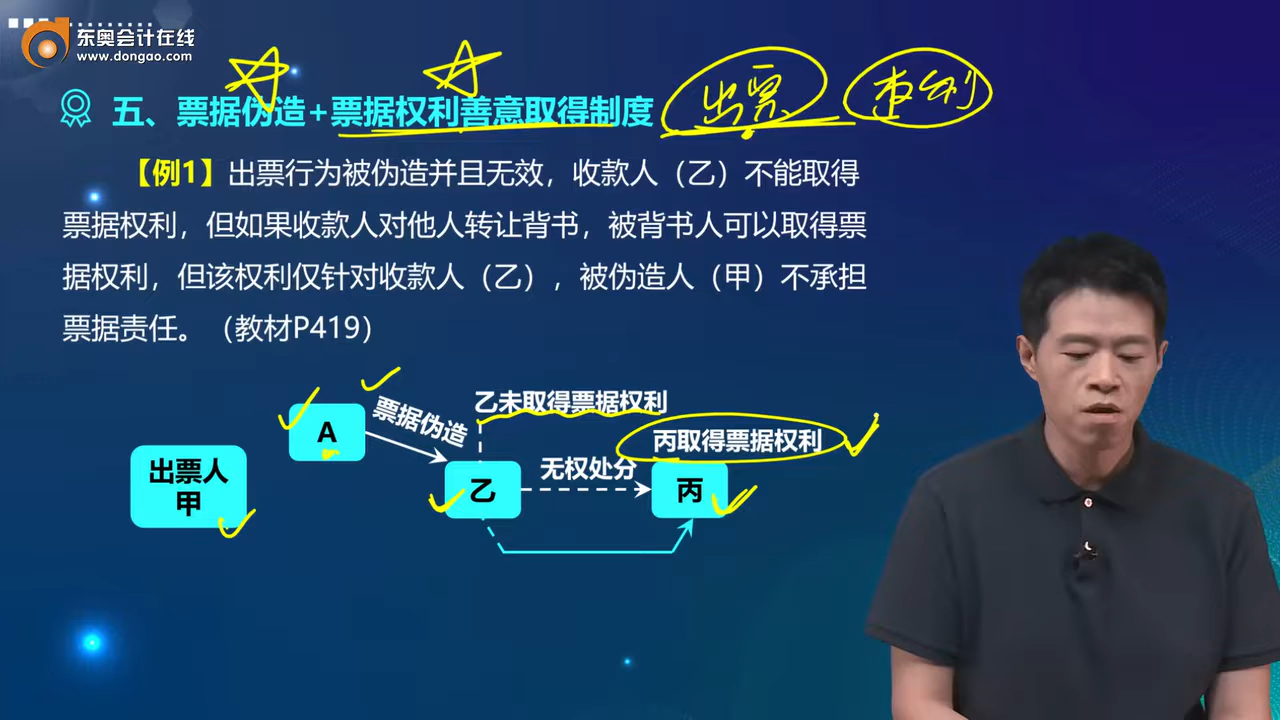 东奥会计在线
www.dongao.com
五、票据伪造+票据权利善意取得制度
出票
【例1】出票行为被伪造并且无效，收款人（乙）不能取得
票据权利，但如果收款人对他人转让背书，被背书人可以取得票
据权利，但该权利仅针对收款人（乙），被伪造人（甲）不承担
票据责任。（教材P419）
A
票据伪造
乙未取得票据权利
丙取得票据权利
出票人
甲
乙
无权处分
丙